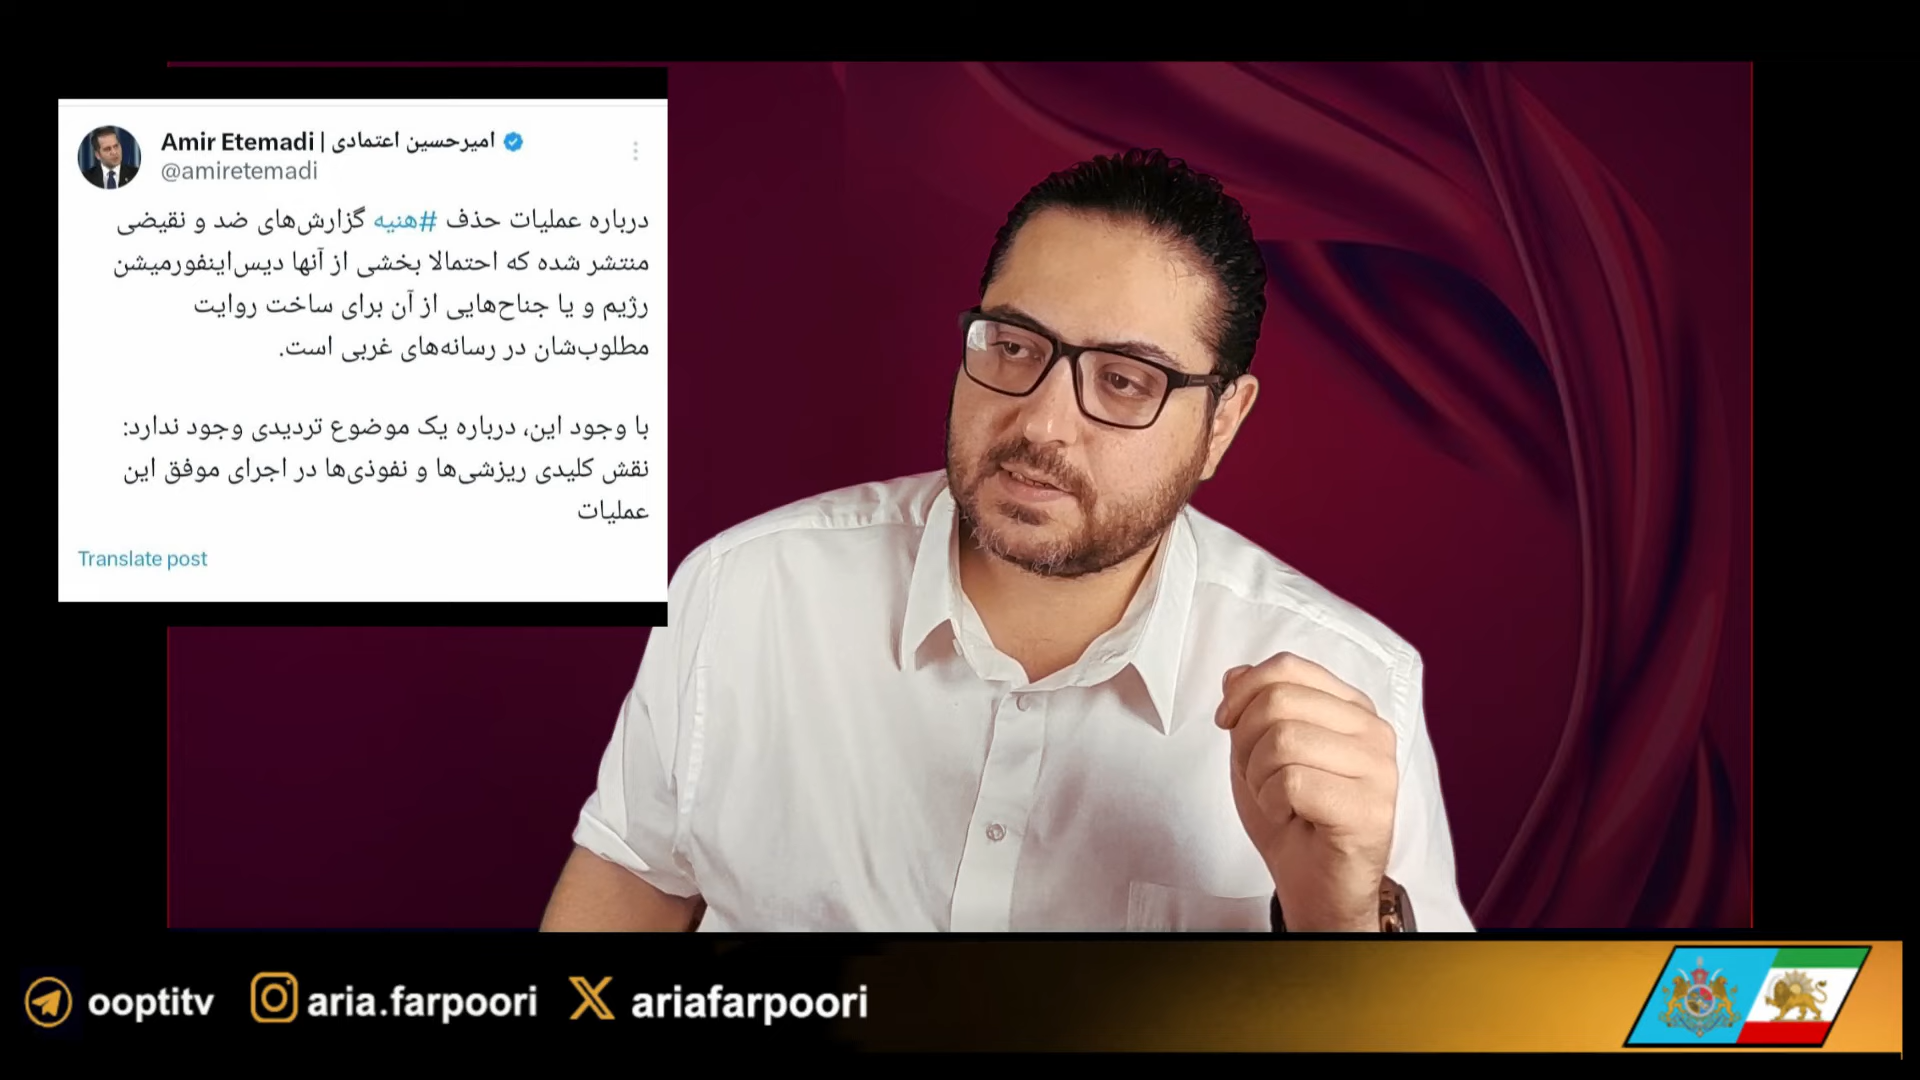 Amir Etemadi | امیرحسین اعتمادی
@amiretemadi
درباره عملیات حذف #هنیه گزارش‌های ضد و نقیضی
منتشر شده که احتمالا بخشی از آنها دیس‌اینفورمیشن
رژیم و یا جناح‌هایی از آن برای ساخت روایت
مطلوب‌شان در رسانه‌های غربی است.
با وجود این، درباره یک موضوع تردیدی وجود ندارد:
نقش کلیدی ریزشی‌ها و نفوذی‌ها در اجرای موفق این
عملیات
Translate post
ooptitv
aria.farpoori
ariafarpoori